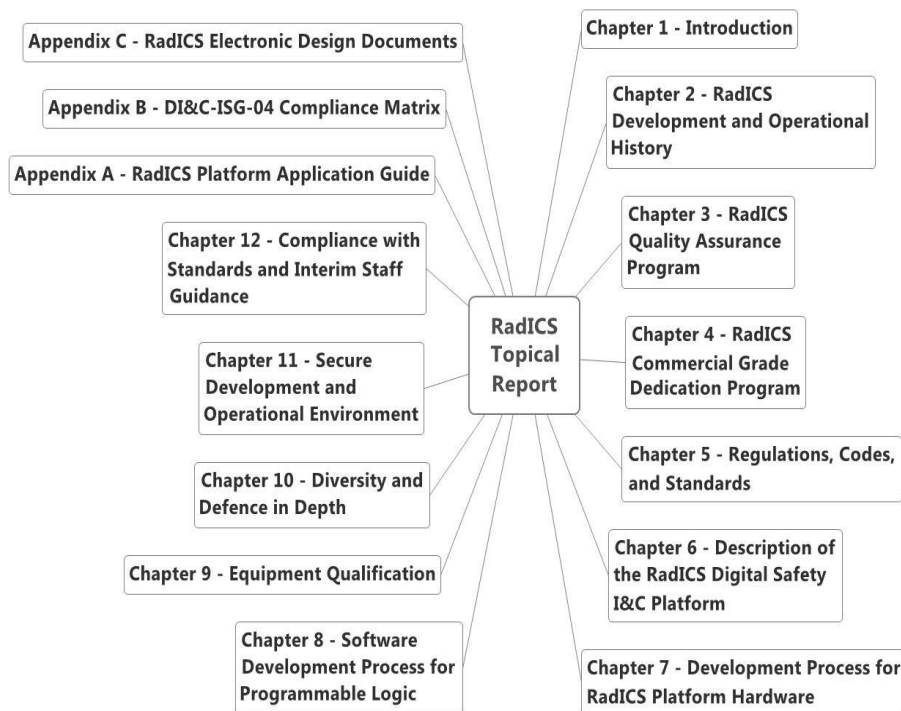 RadICS
Topical
Report
Chapter 1 - Introduction
Chapter 2 - RadICS
Development and Operational
History
Chapter 3 - RadICS
Quality Assurance
Program
Chapter 4 - RadICS
Commercial Grade
Dedication Program
Chapter 5 - Regulations, Codes,
and Standards
Chapter 6 - Description of
the RadICS Digital Safety
I&C Platform
Chapter 7 - Development Process for
RadICS Platform Hardware
Chapter 8 - Software
Development Process for
Programmable Logic
Chapter 9 - Equipment Qualification
Chapter 10 - Diversity and
Defence in Depth
Chapter 11 - Secure
Development and
Operational Environment
Chapter 12 - Compliance with
Standards and Interim Staff
Guidance
Appendix A - RadICS Platform Application Guide
Appendix B - DI&C-ISG-04 Compliance Matrix
Appendix C - RadICS Electronic Design Documents